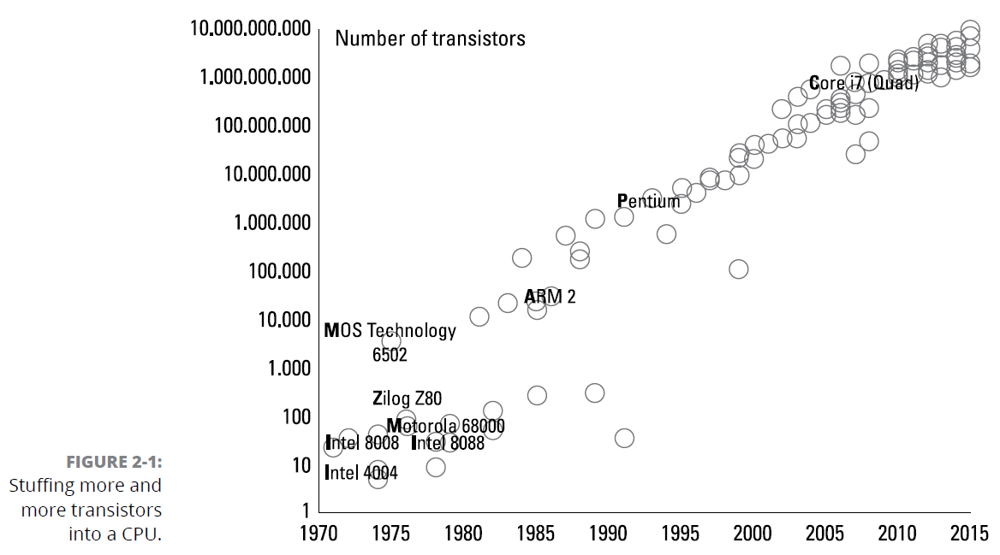 10.000.000.000
Number of transistors
1.000.000.000
Core i7 (Quad)
100.000.000
10.000.000
Pentium
1.000.000
100.000
ARM 2
10.000
MOS Technology
6502
1.000
Zilog Z80
100
Motorola 68000
Intel 8008
Intel 8088
10
Intel 4004
1
1970 1975 1980 1985 1990 1995 2000 2005 2010 2015
FIGURE 2-1:
Stuffing more and
more transistors
into a CPU.